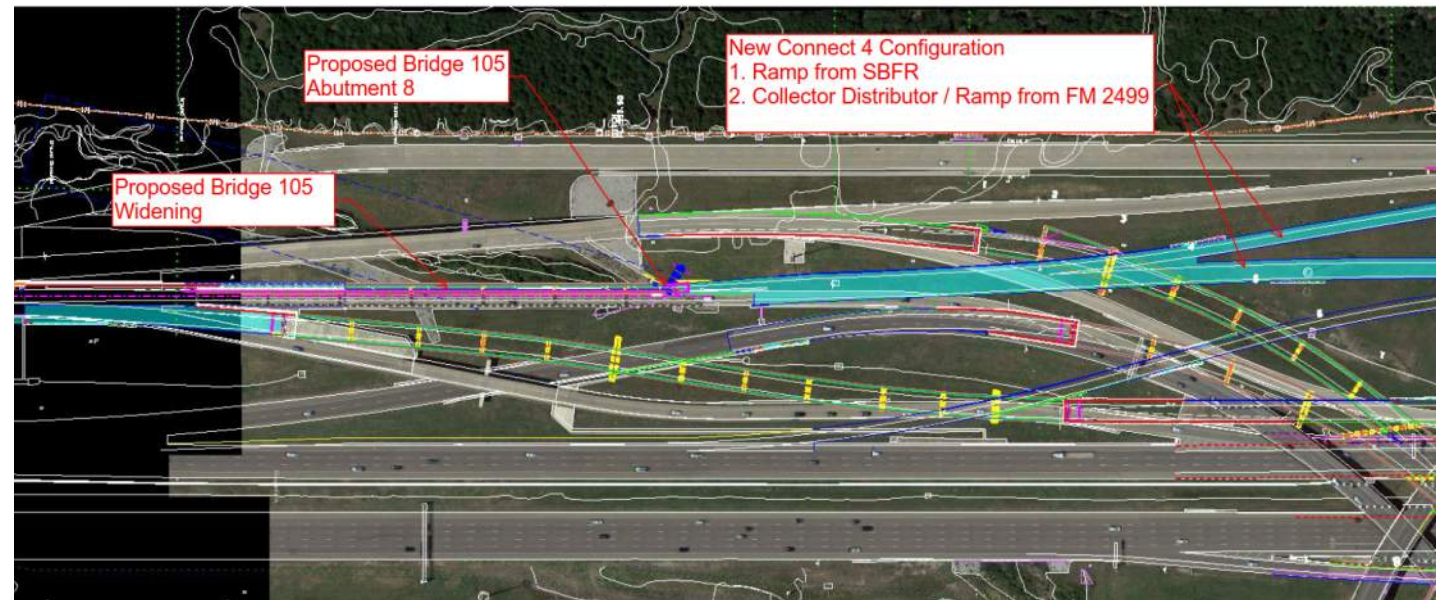 New Connect 4 Configuration
1. Ramp from SBFR
2. Collector Distributor / Ramp from FM 2499
Proposed Bridge 105
Abutment 8
Proposed Bridge 105
Widening